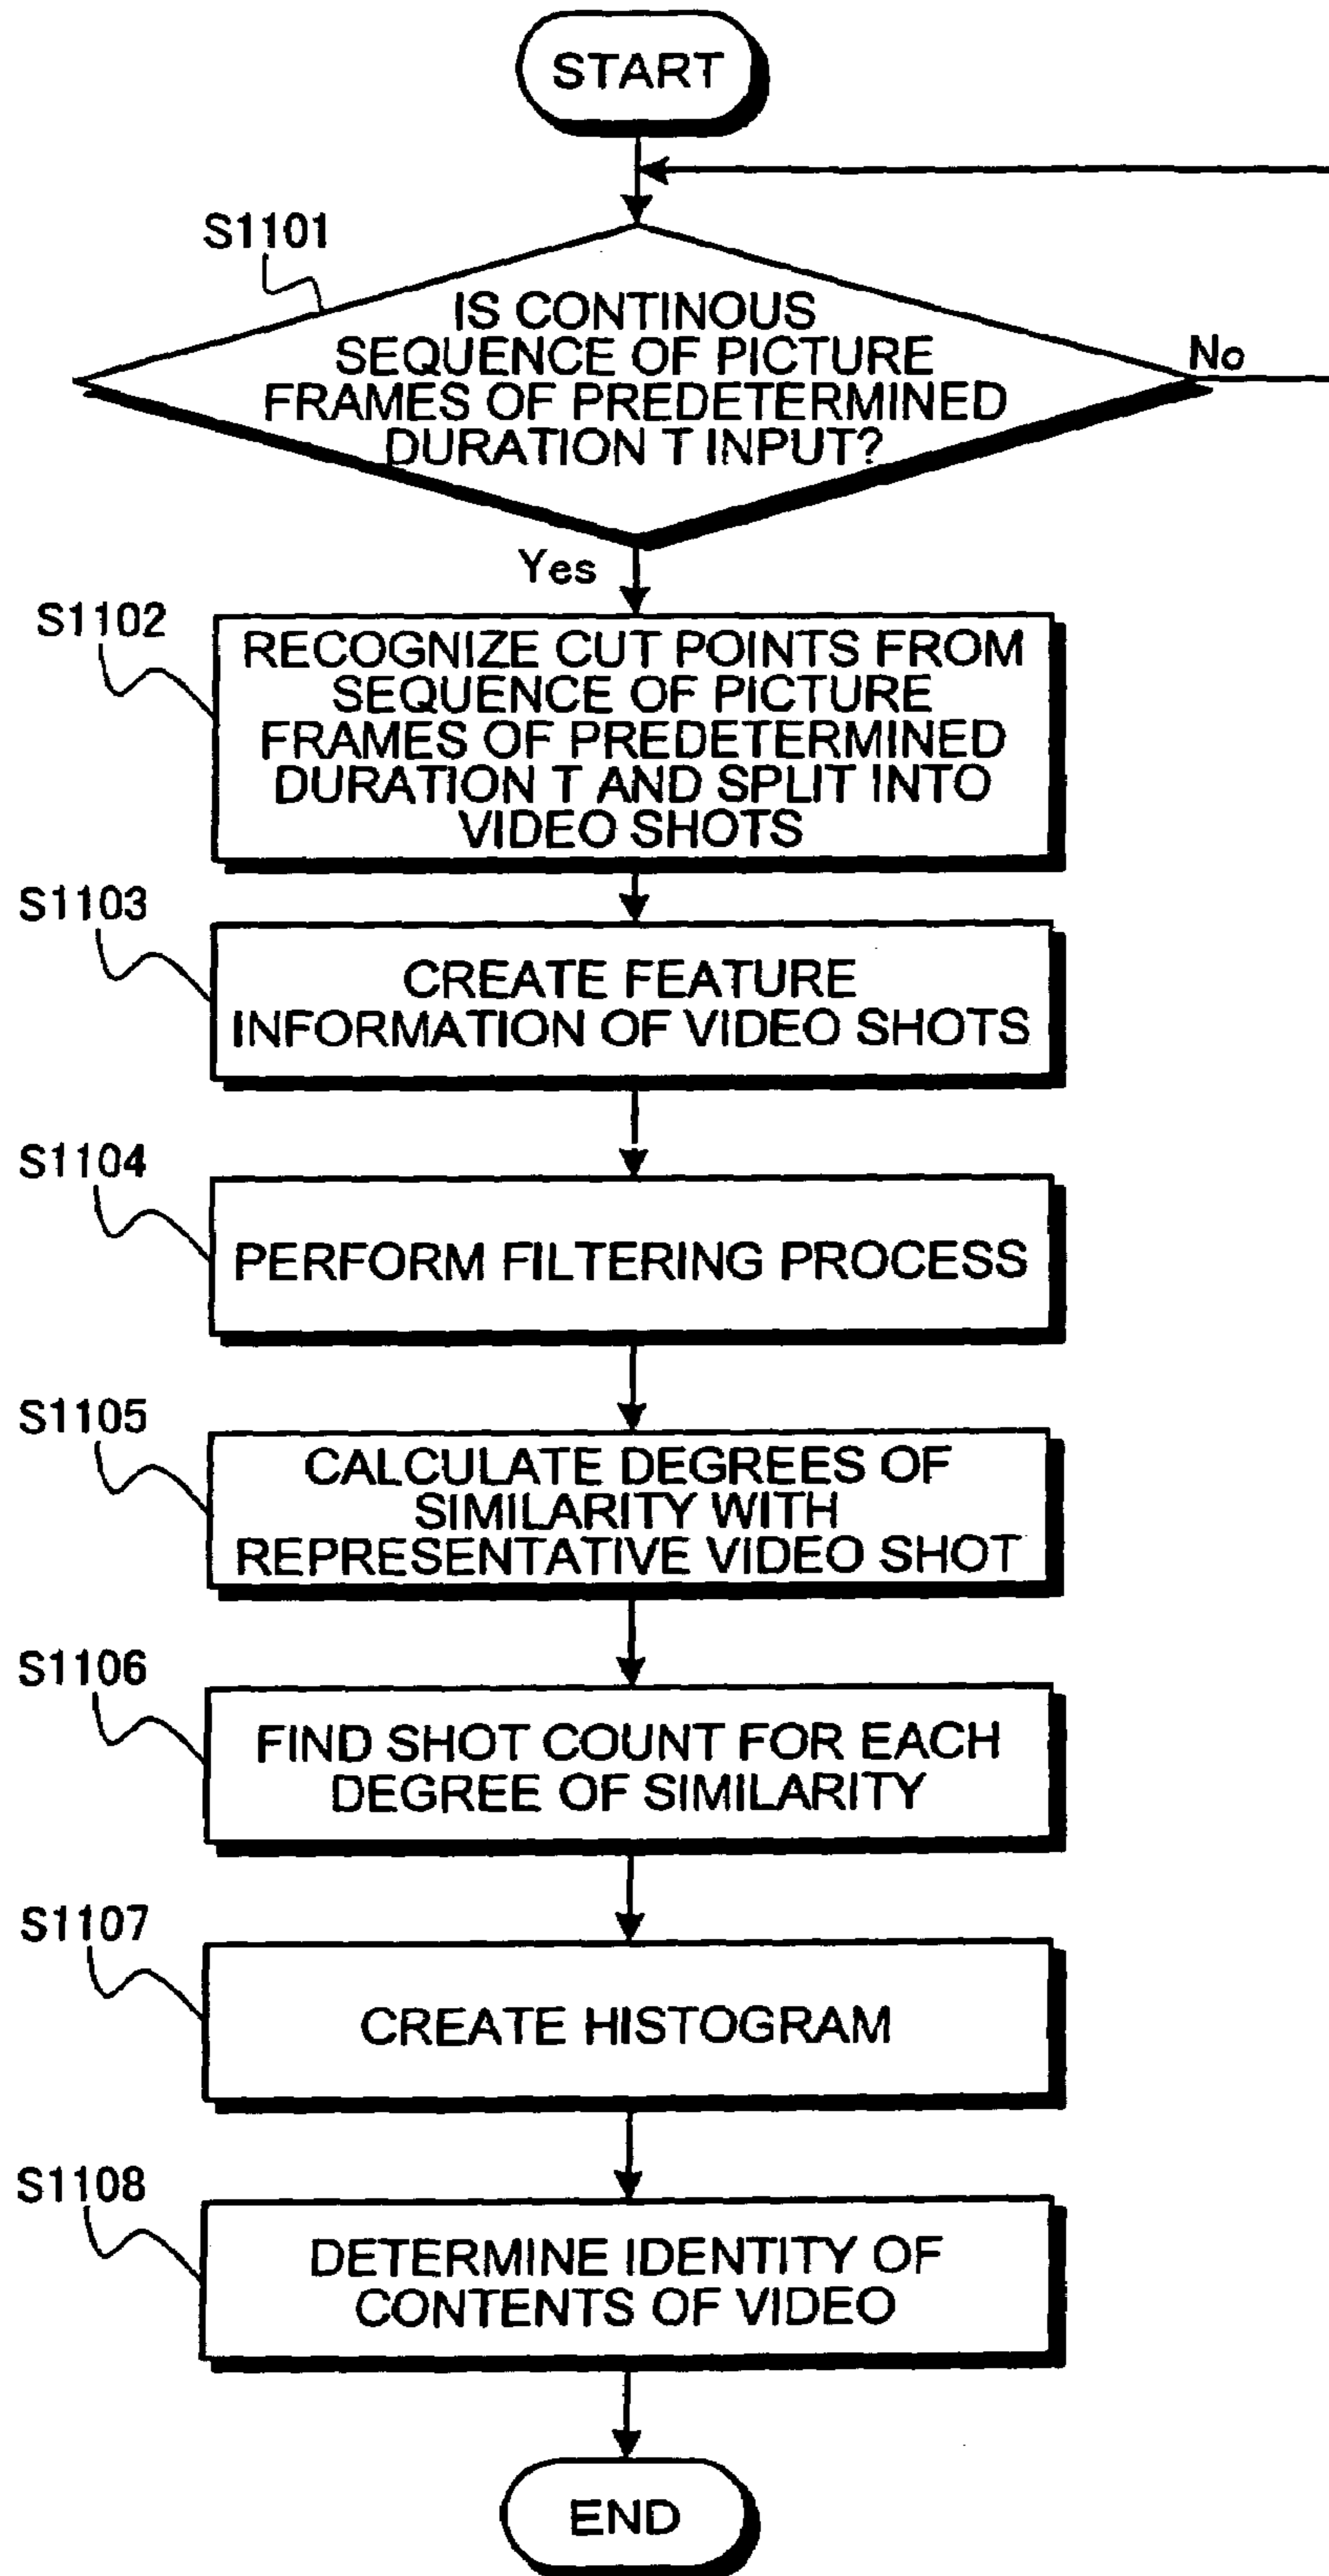 START
S1101
IS CONTINOUS
SEQUENCE OF PICTURE
FRAMES OF PREDETERMINED
DURATION T INPUT?
No
Yes
S1102
RECOGNIZE CUT POINTS FROM
SEQUENCE OF PICTURE
FRAMES OF PREDETERMINED
DURATION T AND SPLIT INTO
VIDEO SHOTS
S1103
CREATE FEATURE
INFORMATION OF VIDEO SHOTS
S1104
PERFORM FILTERING PROCESS
S1105
CALCULATE DEGREES OF
SIMILARITY WITH
REPRESENTATIVE VIDEO SHOT
S1106
FIND SHOT COUNT FOR EACH
DEGREE OF SIMILARITY
S1107
CREATE HISTOGRAM
S1108
DETERMINE IDENTITY OF
CONTENTS OF VIDEO
END